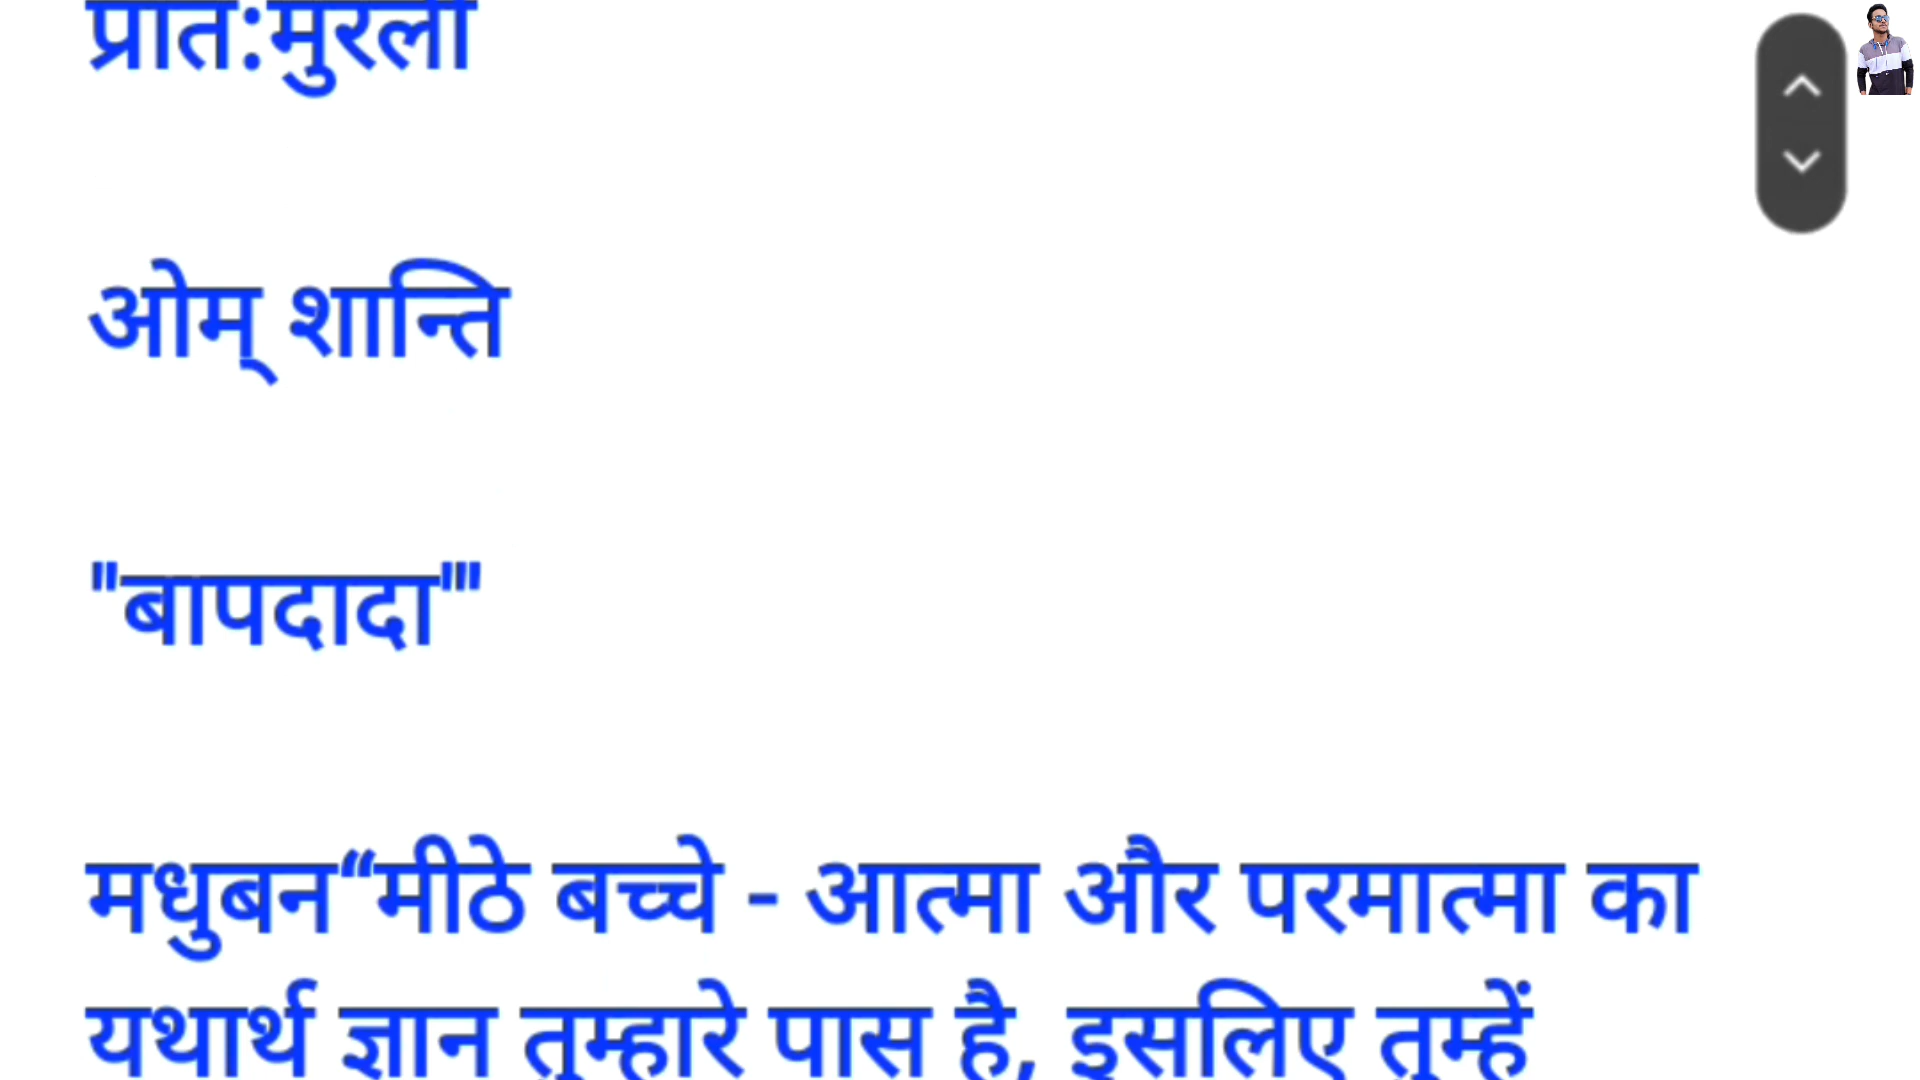 प्रात:मुरली
ओम् शान्ति
"बापदादा'"
मधुबन“मीठे बच्चे - आत्मा और परमात्मा का
यथार्थ ज्ञान तुम्हारे पास है, इसलिए तुम्हें